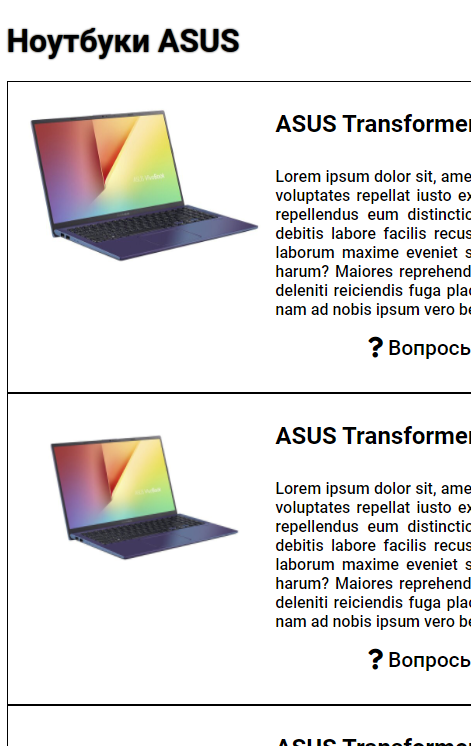 Ноутбуки ASUS
ASUS Transformer
Lorem ipsum dolor sit, ame
voluptates repellat iusto ex
repellendus eum distinctio
debitis labore facilis recus
laborum maxime eveniet s
harum? Maiores reprehend
deleniti reiciendis fuga plac
nam ad nobis ipsum vero be
? Вопросы
ASUS Transformer
Lorem ipsum dolor sit, ame
voluptates repellat iusto ex
repellendus eum distinctio
debitis labore facilis recus
laborum maxime eveniet s
harum? Maiores reprehend
deleniti reiciendis fuga plac
nam ad nobis ipsum vero be
? Вопросы
ASUS Transformer